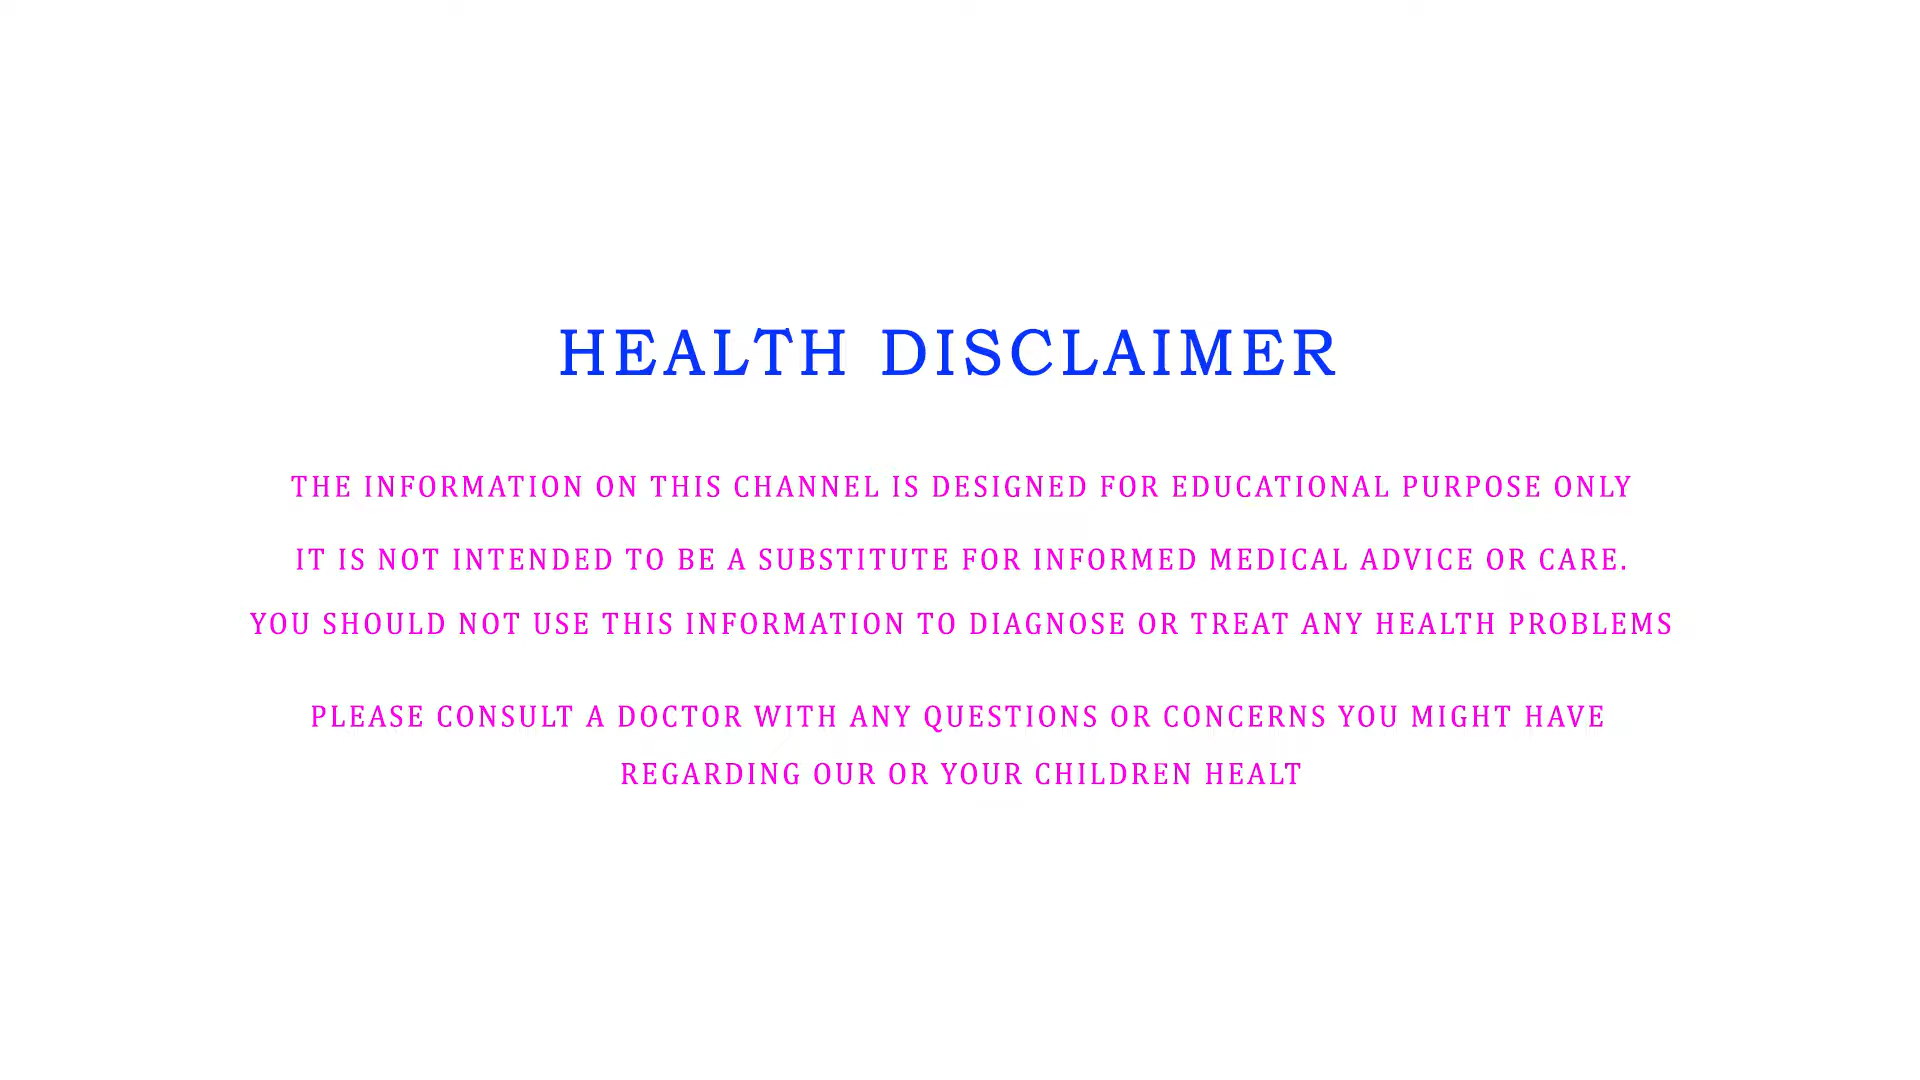 HEALTH DISCLAIMER
THE INFORMATION ON THIS CHANNEL IS DESIGNED FOR EDUCATIONAL PURPOSE ONLY
IT IS NOT INTENDED TO BE A SUBSTITUTE FOR INFORMED MEDICAL ADVICE OR CARE.
YOU SHOULD NOT USE THIS INFORMATION TO DIAGNOSE OR TREAT ANY HEALTH PROBLEMS
PLEASE CONSULT A DOCTOR WITH ANY QUESTIONS OR CONCERNS YOU MIGHT HAVE
REGARDING OUR OR YOUR CHILDREN HEALT